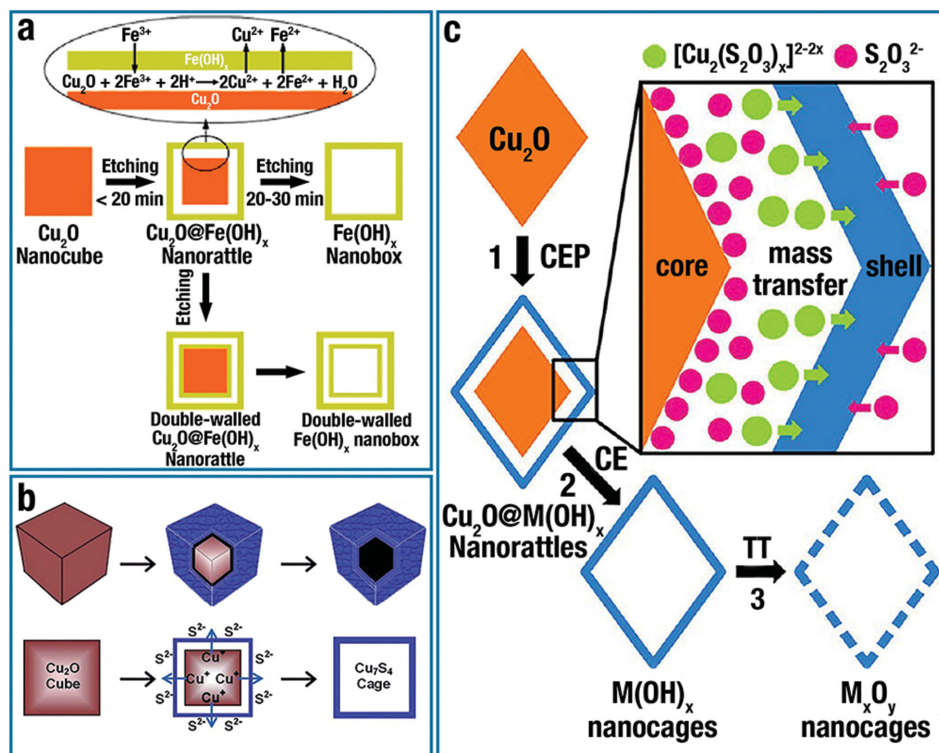 a
Fe³⁺ Cu²⁺ Fe²⁺
Fe(OH)ₓ
Cu₂O + 2Fe³⁺ + 2H⁺→2Cu²⁺ + 2Fe²⁺ + H₂O
Cu₂O
Etching
< 20 min
Etching
20-30 min
Cu₂O
Nanocube
Cu₂O@Fe(OH)ₓ
Nanorattle
Fe(OH)ₓ
Nanobox
Etching
Double-walled
Cu₂O@Fe(OH)ₓ
Nanorattle
Double-walled
Fe(OH)ₓ nanobox
b
Cu₂O
Cube
S²⁻ S²⁻
S²⁻ S²⁻
Cu⁺
Cu⁺ Cu⁺
Cu⁺
S²⁻ S²⁻
S²⁻ S²⁻
Cu₇S₄
Cage
c
[Cu₂(S₂O₃)ₓ]²⁻²ˣ S₂O₃²⁻
Cu₂O
1 CEP
core
mass
transfer
shell
CE
2
Cu₂O@M(OH)ₓ
Nanorattles
TT
3
M(OH)ₓ
nanocages
MₓOᵧ
nanocages